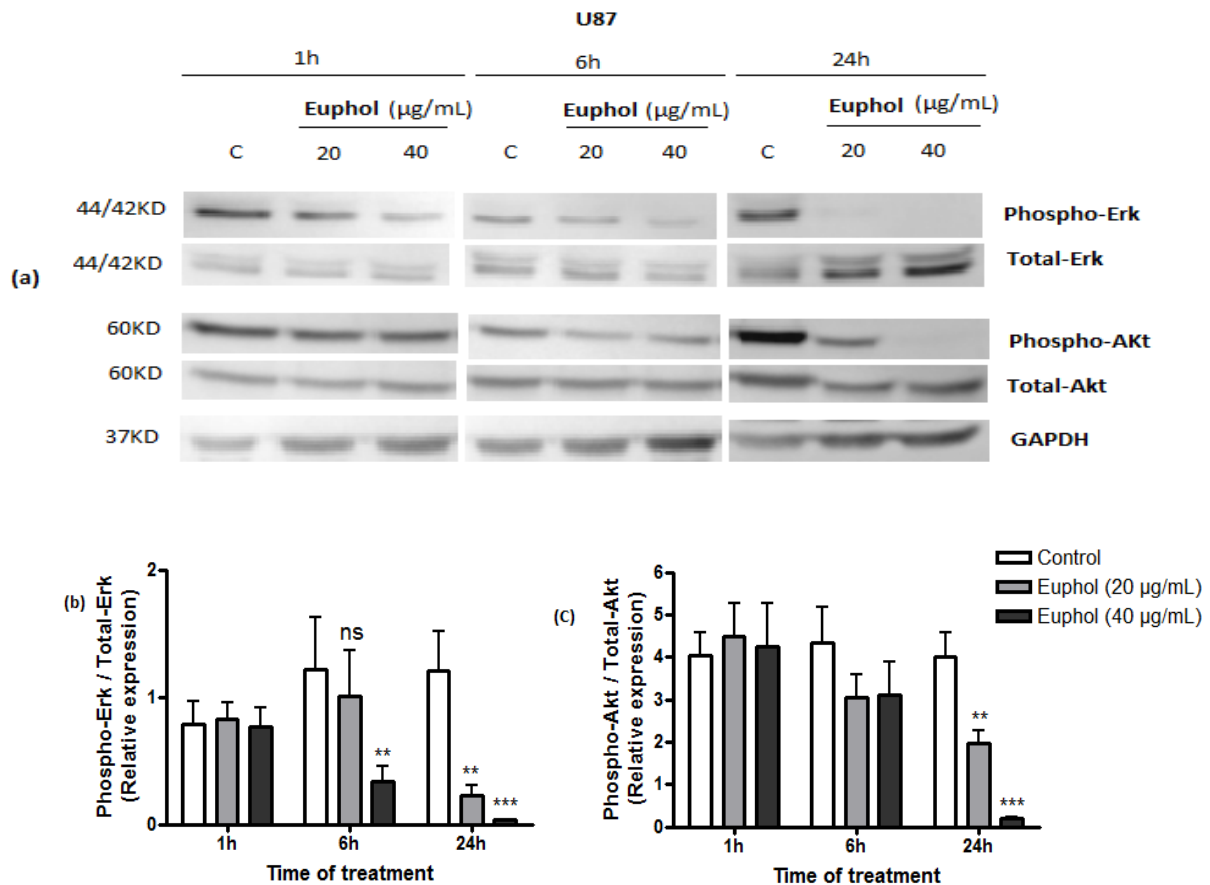 U87
1h 6h 24h
Euphol (µg/mL) Euphol (µg/mL) Euphol (µg/mL)
C 20 40 C 20 40 C 20 40
44/42KD Phospho-Erk
44/42KD Total-Erk
(a)
60KD Phospho-AKt
60KD Total-Akt
37KD GAPDH
(b)
Phospho-Erk / Total-Erk
(Relative expression)
2
1
0
ns
**
**
***
1h 6h 24h
Time of treatment
(C)
Phospho-Akt / Total-Akt
(Relative expression)
6
5
4
3
2
1
0
**
***
1h 6h 24h
Time of treatment
Control
Euphol (20 µg/mL)
Euphol (40 µg/mL)